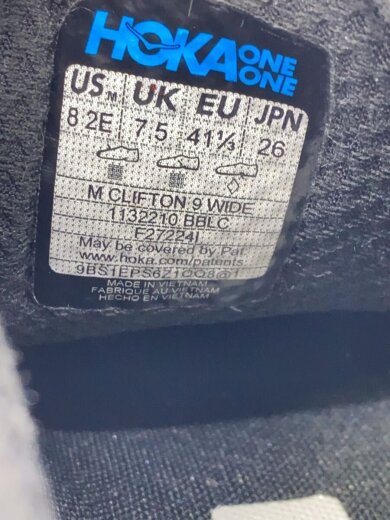 HOKA ONE ONE
US M UK EU JPN
8 2E 7.5 41⅓ 26
M CLIFTON 9 WIDE
1132210 BBLC
F27224I
May be covered by Pat
www.hoka.com/patents
MADE IN VIETNAM
FABRIQUE AU VIETNAM
HECHO EN VIETNAM